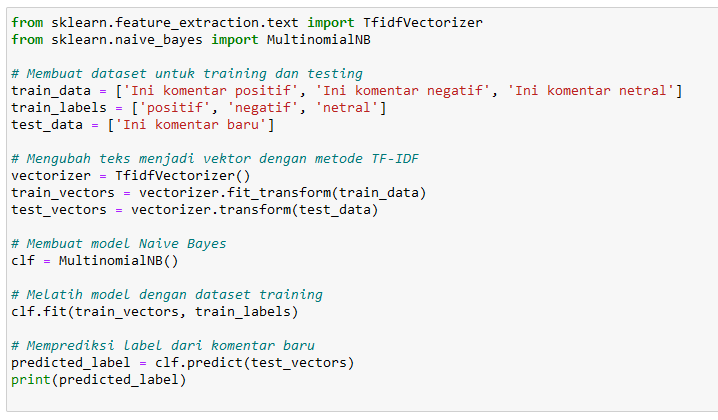 from sklearn.feature_extraction.text import TfidfVectorizer
from sklearn.naive_bayes import MultinomialNB
# Membuat dataset untuk training dan testing
train_data = ['Ini komentar positif', 'Ini komentar negatif', 'Ini komentar netral']
train_labels = ['positif', 'negatif', 'netral']
test_data = ['Ini komentar baru']
# Mengubah teks menjadi vektor dengan metode TF-IDF
vectorizer = TfidfVectorizer()
train_vectors = vectorizer.fit_transform(train_data)
test_vectors = vectorizer.transform(test_data)
# Membuat model Naive Bayes
clf = MultinomialNB()
# Melatih model dengan dataset training
clf.fit(train_vectors, train_labels)
# Memprediksi label dari komentar baru
predicted_label = clf.predict(test_vectors)
print(predicted_label)